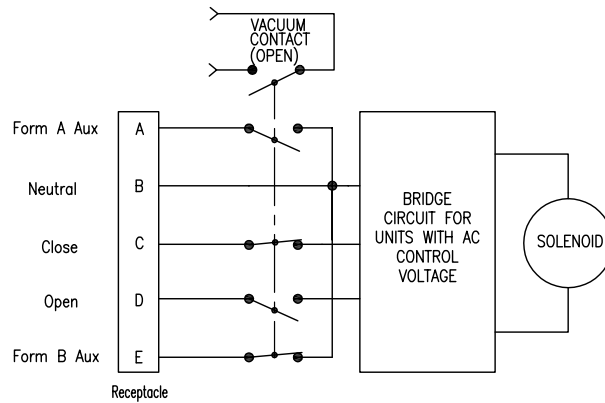 VACUUM
CONTACT
(OPEN)
Form A Aux
A
Neutral
B
Close
C
Open
D
Form B Aux
E
Receptacle
BRIDGE
CIRCUIT FOR
UNITS WITH AC
CONTROL
VOLTAGE
SOLENOID